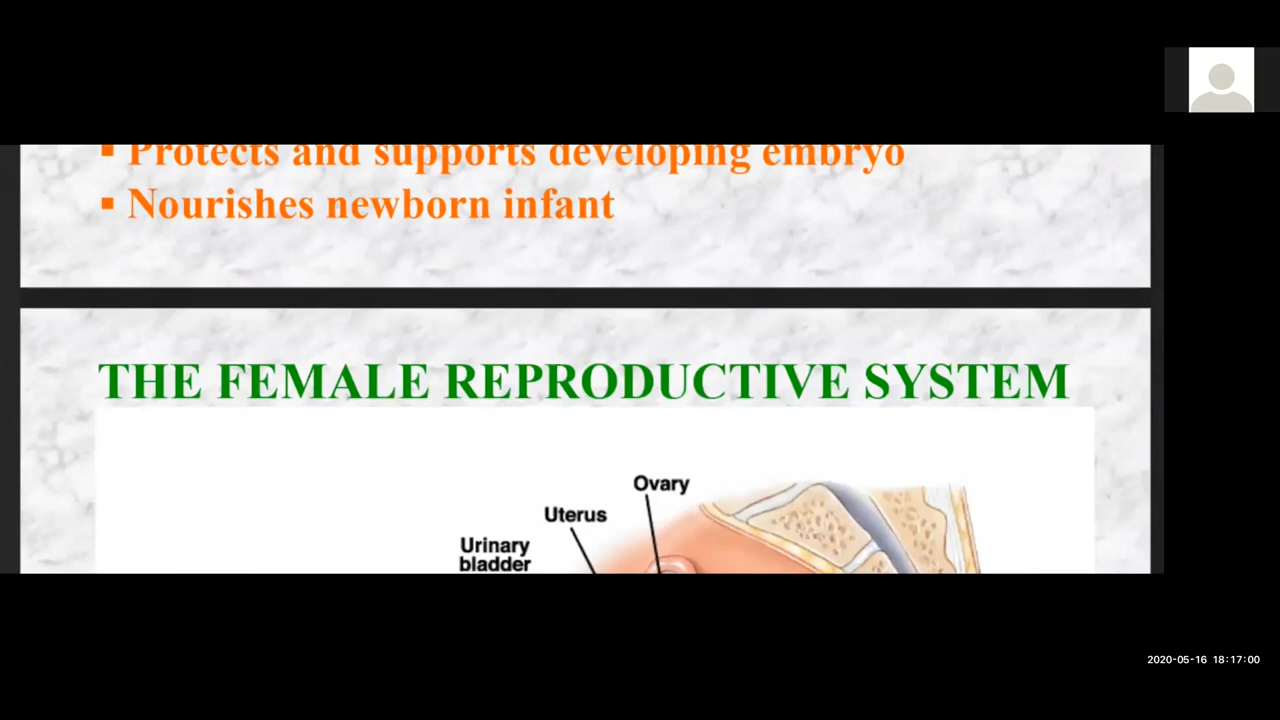 ▪ Protects and supports developing embryo
▪ Nourishes newborn infant
THE FEMALE REPRODUCTIVE SYSTEM
Ovary
Uterus
Urinary
bladder
2020-05-16 18:17:00